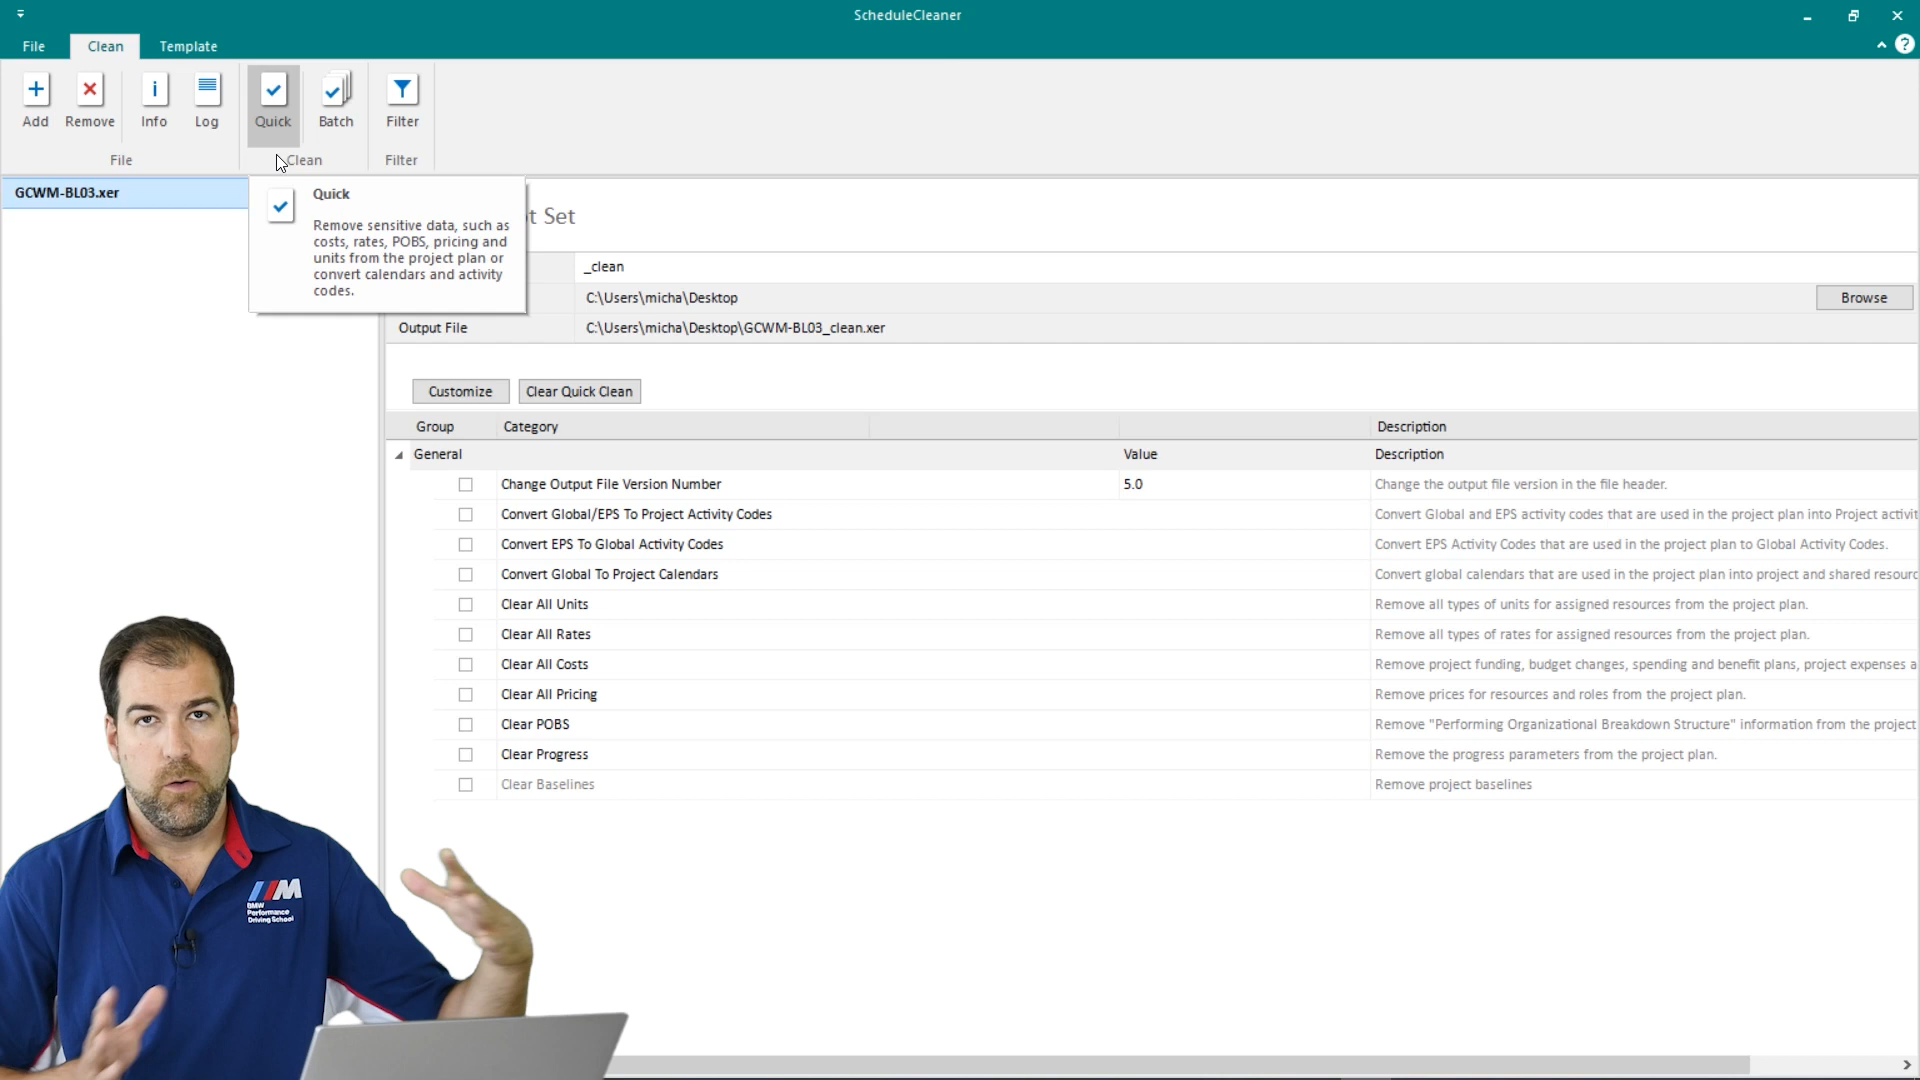 ScheduleCleaner
File
Clean
Template
?
Add
Remove
Info
Log
Quick
Batch
Filter
File
Clean
Filter
GCWM-BL03.xer
Quick
Remove sensitive data, such as
costs, rates, POBS, pricing and
units from the project plan or
convert calendars and activity
codes.
t Set
_clean
C:\Users\micha\Desktop
Browse
Output File
C:\Users\micha\Desktop\GCWM-BL03_clean.xer
Customize
Clear Quick Clean
Group
Category
Description
General
Value
Description
Change Output File Version Number
5.0
Change the output file version in the file header.
Convert Global/EPS To Project Activity Codes
Convert Global and EPS activity codes that are used in the project plan into Project activit
Convert EPS To Global Activity Codes
Convert EPS Activity Codes that are used in the project plan to Global Activity Codes.
Convert Global To Project Calendars
Convert global calendars that are used in the project plan into project and shared resourc
Clear All Units
Remove all types of units for assigned resources from the project plan.
Clear All Rates
Remove all types of rates for assigned resources from the project plan.
Clear All Costs
Remove project funding, budget changes, spending and benefit plans, project expenses a
Clear All Pricing
Remove prices for resources and roles from the project plan.
Clear POBS
Remove "Performing Organizational Breakdown Structure" information from the project
Clear Progress
Remove the progress parameters from the project plan.
Clear Baselines
Remove project baselines
M
BMW
Performance
Driving School